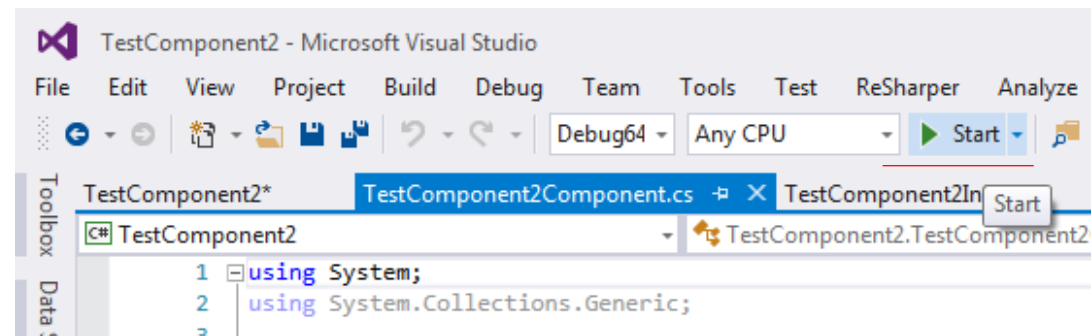 TestComponent2 - Microsoft Visual Studio
File Edit View Project Build Debug Team Tools Test ReSharper Analyze
Debug64 Any CPU Start
Toolbox
TestComponent2* TestComponent2Component.cs TestComponent2In
Start
C# TestComponent2 TestComponent2.TestComponent2
1 using System;
2 using System.Collections.Generic;
3
Data S